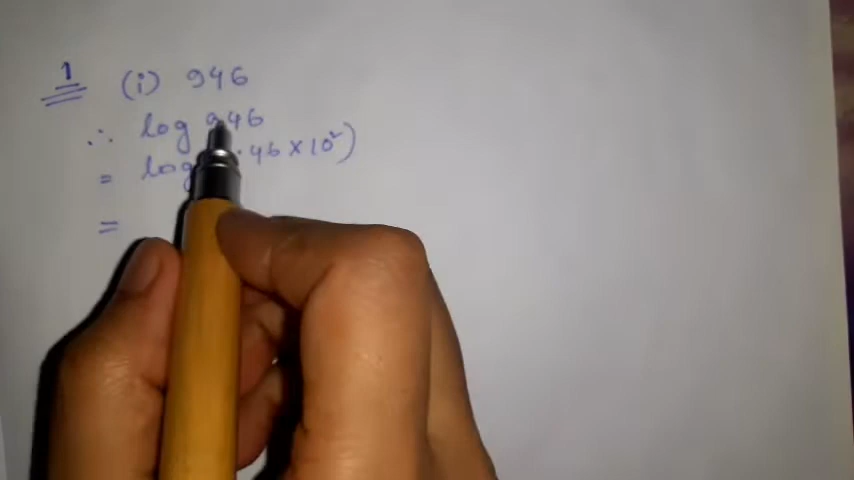 1 (i) 946
∴ log 946
= log .46 × 10²)
=